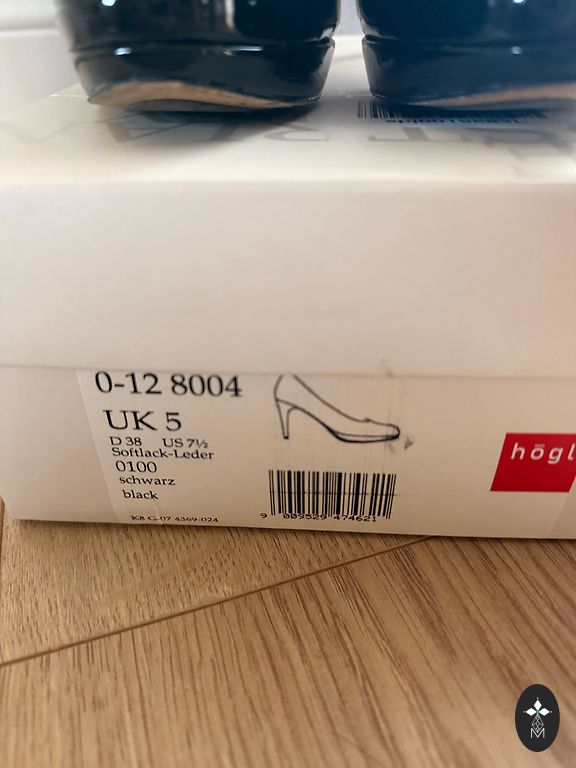 0-12 8004
UK 5
D 38 US 7½
Softlack-Leder
0100
schwarz
black
K8 G-07 4369-024
9 009529 474621
högl